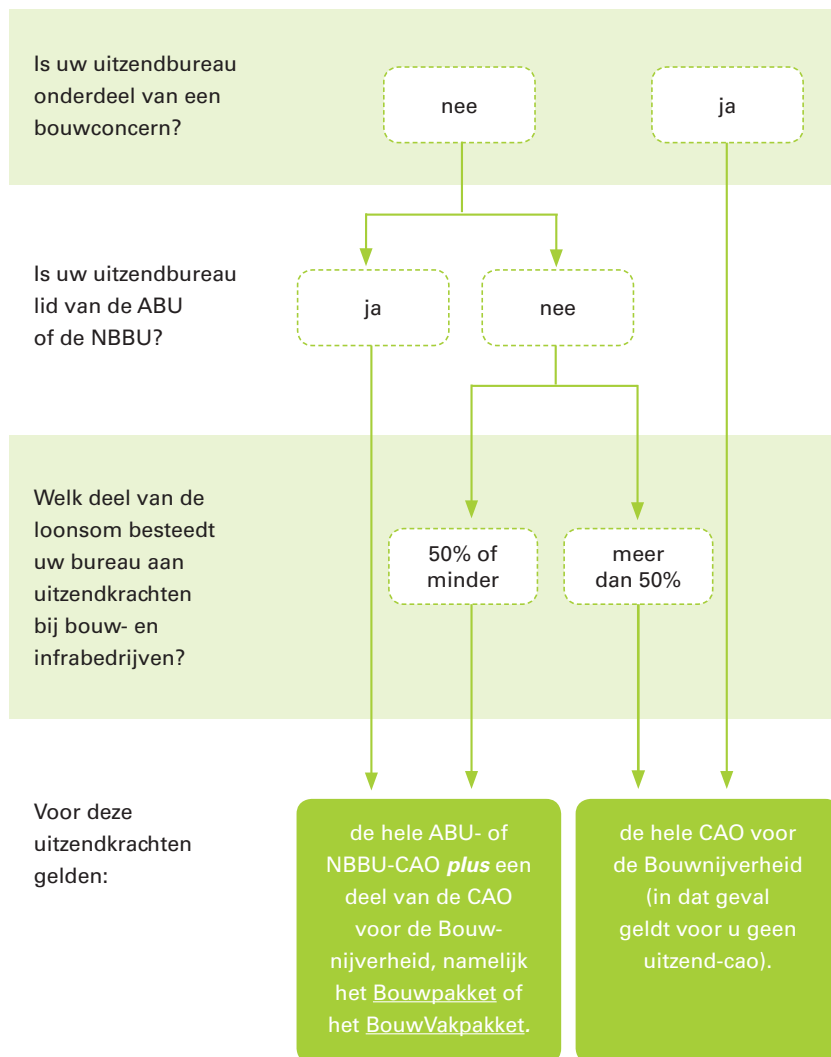 Is uw uitzendbureau
onderdeel van een
bouwconcern?
nee
ja
Is uw uitzendbureau
lid van de ABU
of de NBBU?
ja
nee
Welk deel van de
loonsom besteedt
uw bureau aan
uitzendkrachten
bij bouw- en
infrabedrijven?
50% of
minder
meer
dan 50%
Voor deze
uitzendkrachten
gelden:
de hele ABU- of
NBBU-CAO plus een
deel van de CAO
voor de Bouw-
nijverheid, namelijk
het Bouwpakket of
het BouwVakpakket.
de hele CAO voor
de Bouwnijverheid
(in dat geval
geldt voor u geen
uitzend-cao).